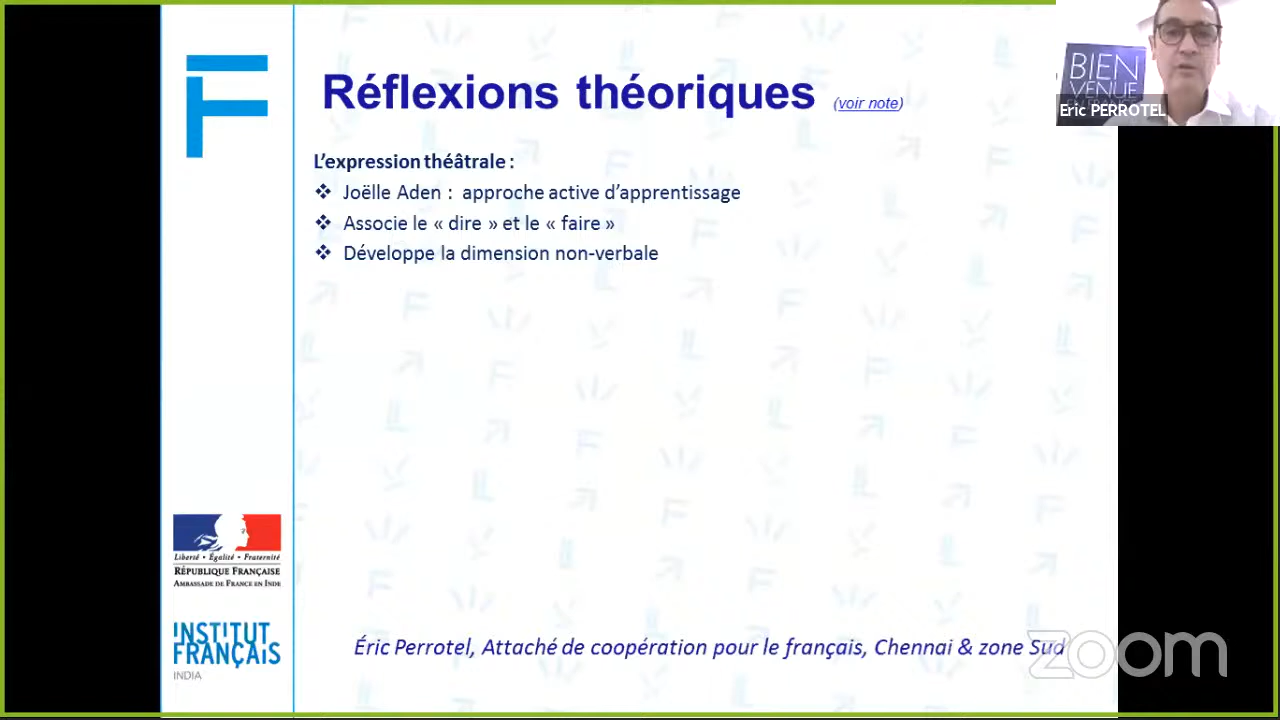 Réflexions théoriques (voir note)
L'expression théâtrale :
❖ Joëlle Aden : approche active d'apprentissage
❖ Associe le « dire » et le « faire »
❖ Développe la dimension non-verbale
Liberté • Égalité • Fraternité
RÉPUBLIQUE FRANÇAISE
AMBASSADE DE FRANCE EN INDE
INSTITUT
FRANÇAIS
INDIA
Éric Perrotel, Attaché de coopération pour le français, Chennai & zone Sud
zoom
BIEN
VENUE
EN FRANCE
Eric PERROTEL